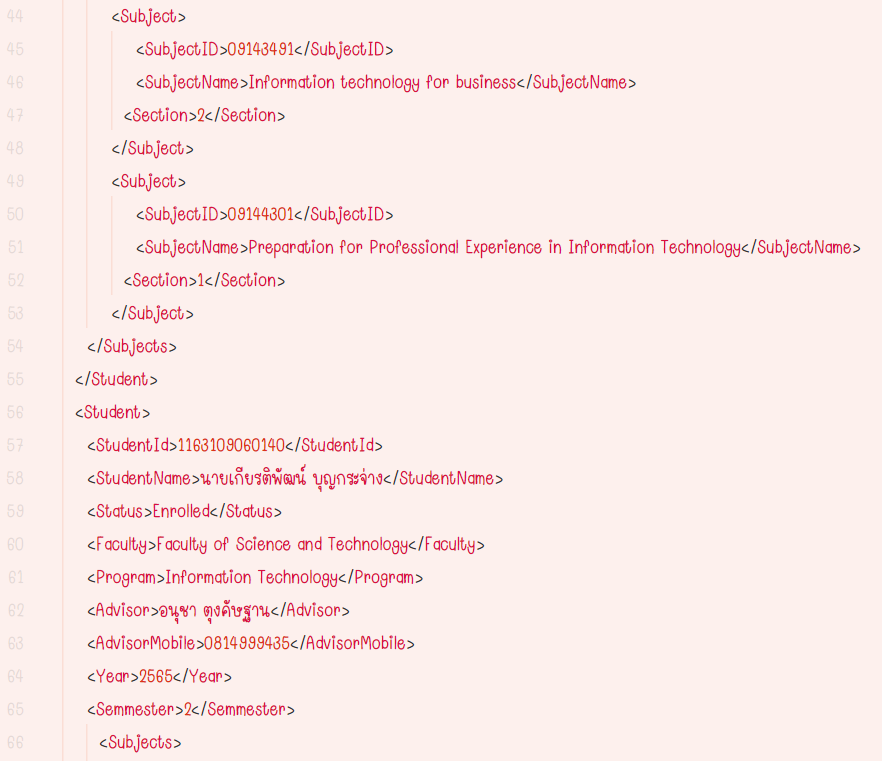 44 <Subject>
45 <SubjectID>09143491</SubjectID>
46 <SubjectName>Information technology for business</SubjectName>
47 <Section>2</Section>
48 </Subject>
49 <Subject>
50 <SubjectID>09144301</SubjectID>
51 <SubjectName>Preparation for Professional Experience in Information Technology</SubjectName>
52 <Section>1</Section>
53 </Subject>
54 </Subjects>
55 </Student>
56 <Student>
57 <StudentId>1163109060140</StudentId>
58 <StudentName>นายเกียรติพัฒน์ บุญกระจ่าง</StudentName>
59 <Status>Enrolled</Status>
60 <Faculty>Faculty of Science and Technology</Faculty>
61 <Program>Information Technology</Program>
62 <Advisor>อนุชา ตุงคัษฐาน</Advisor>
63 <AdvisorMobile>0814999435</AdvisorMobile>
64 <Year>2565</Year>
65 <Semmester>2</Semmester>
66 <Subjects>